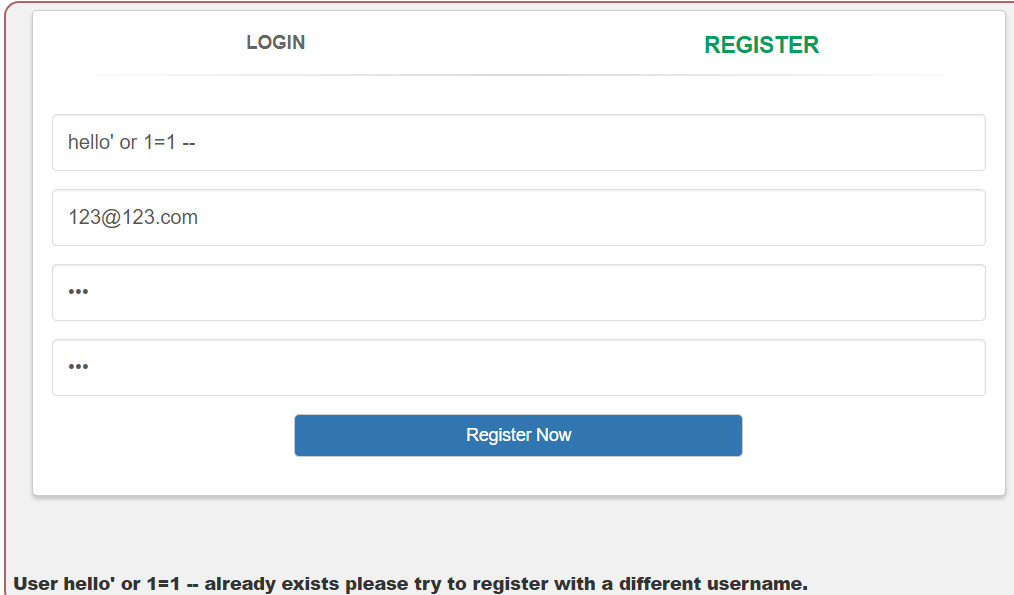 LOGIN
REGISTER
hello' or 1=1 --
123@123.com
•••
•••
Register Now
User hello' or 1=1 -- already exists please try to register with a different username.